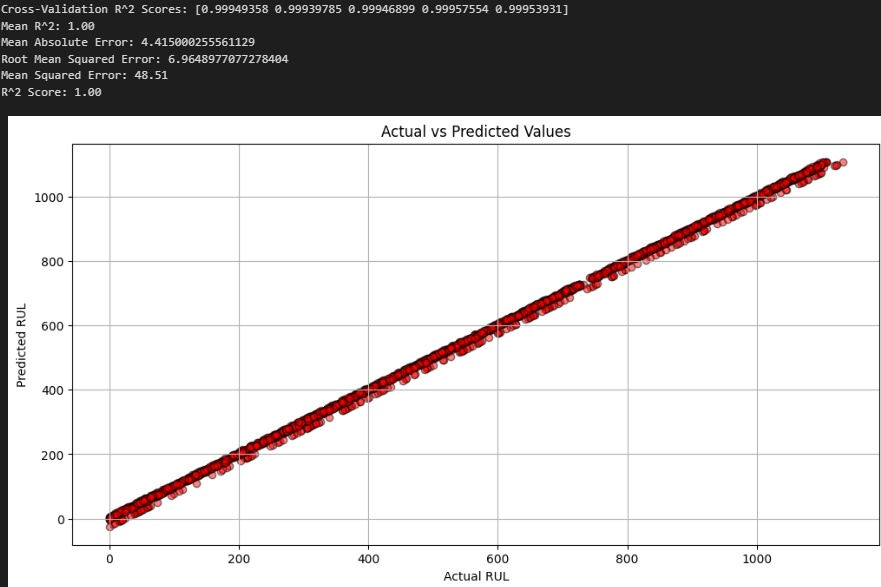 Cross-Validation R^2 Scores: [0.99949358 0.99939785 0.99946899 0.99957554 0.99953931]
Mean R^2: 1.00
Mean Absolute Error: 4.415000255561129
Root Mean Squared Error: 6.9648977077278404
Mean Squared Error: 48.51
R^2 Score: 1.00
Actual vs Predicted Values
1000
800
600
400
200
0
Predicted RUL
0 200 400 600 800 1000
Actual RUL